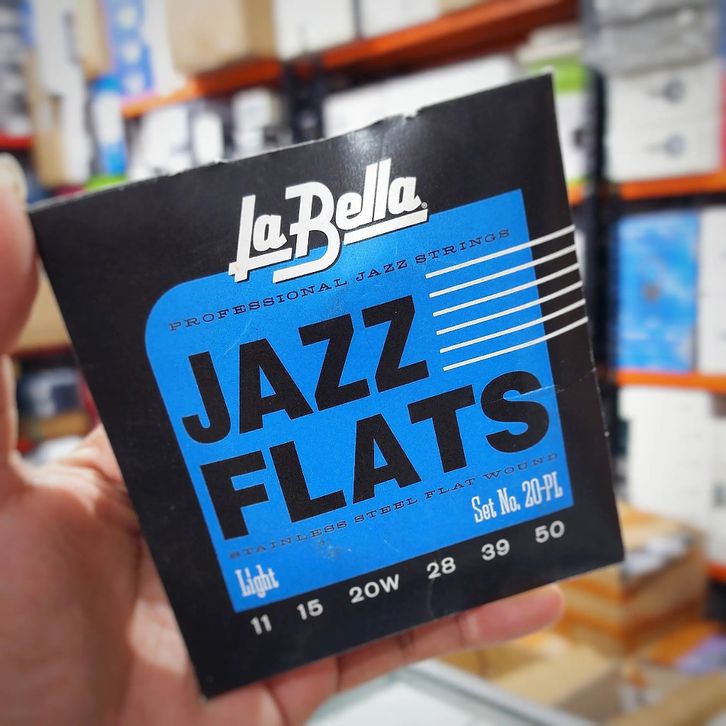 La Bella®
PROFESSIONAL JAZZ STRINGS
JAZZ
FLATS
STAINLESS STEEL FLAT WOUND
Set No. 20-PL
Light
11 15 20W 28 39 50